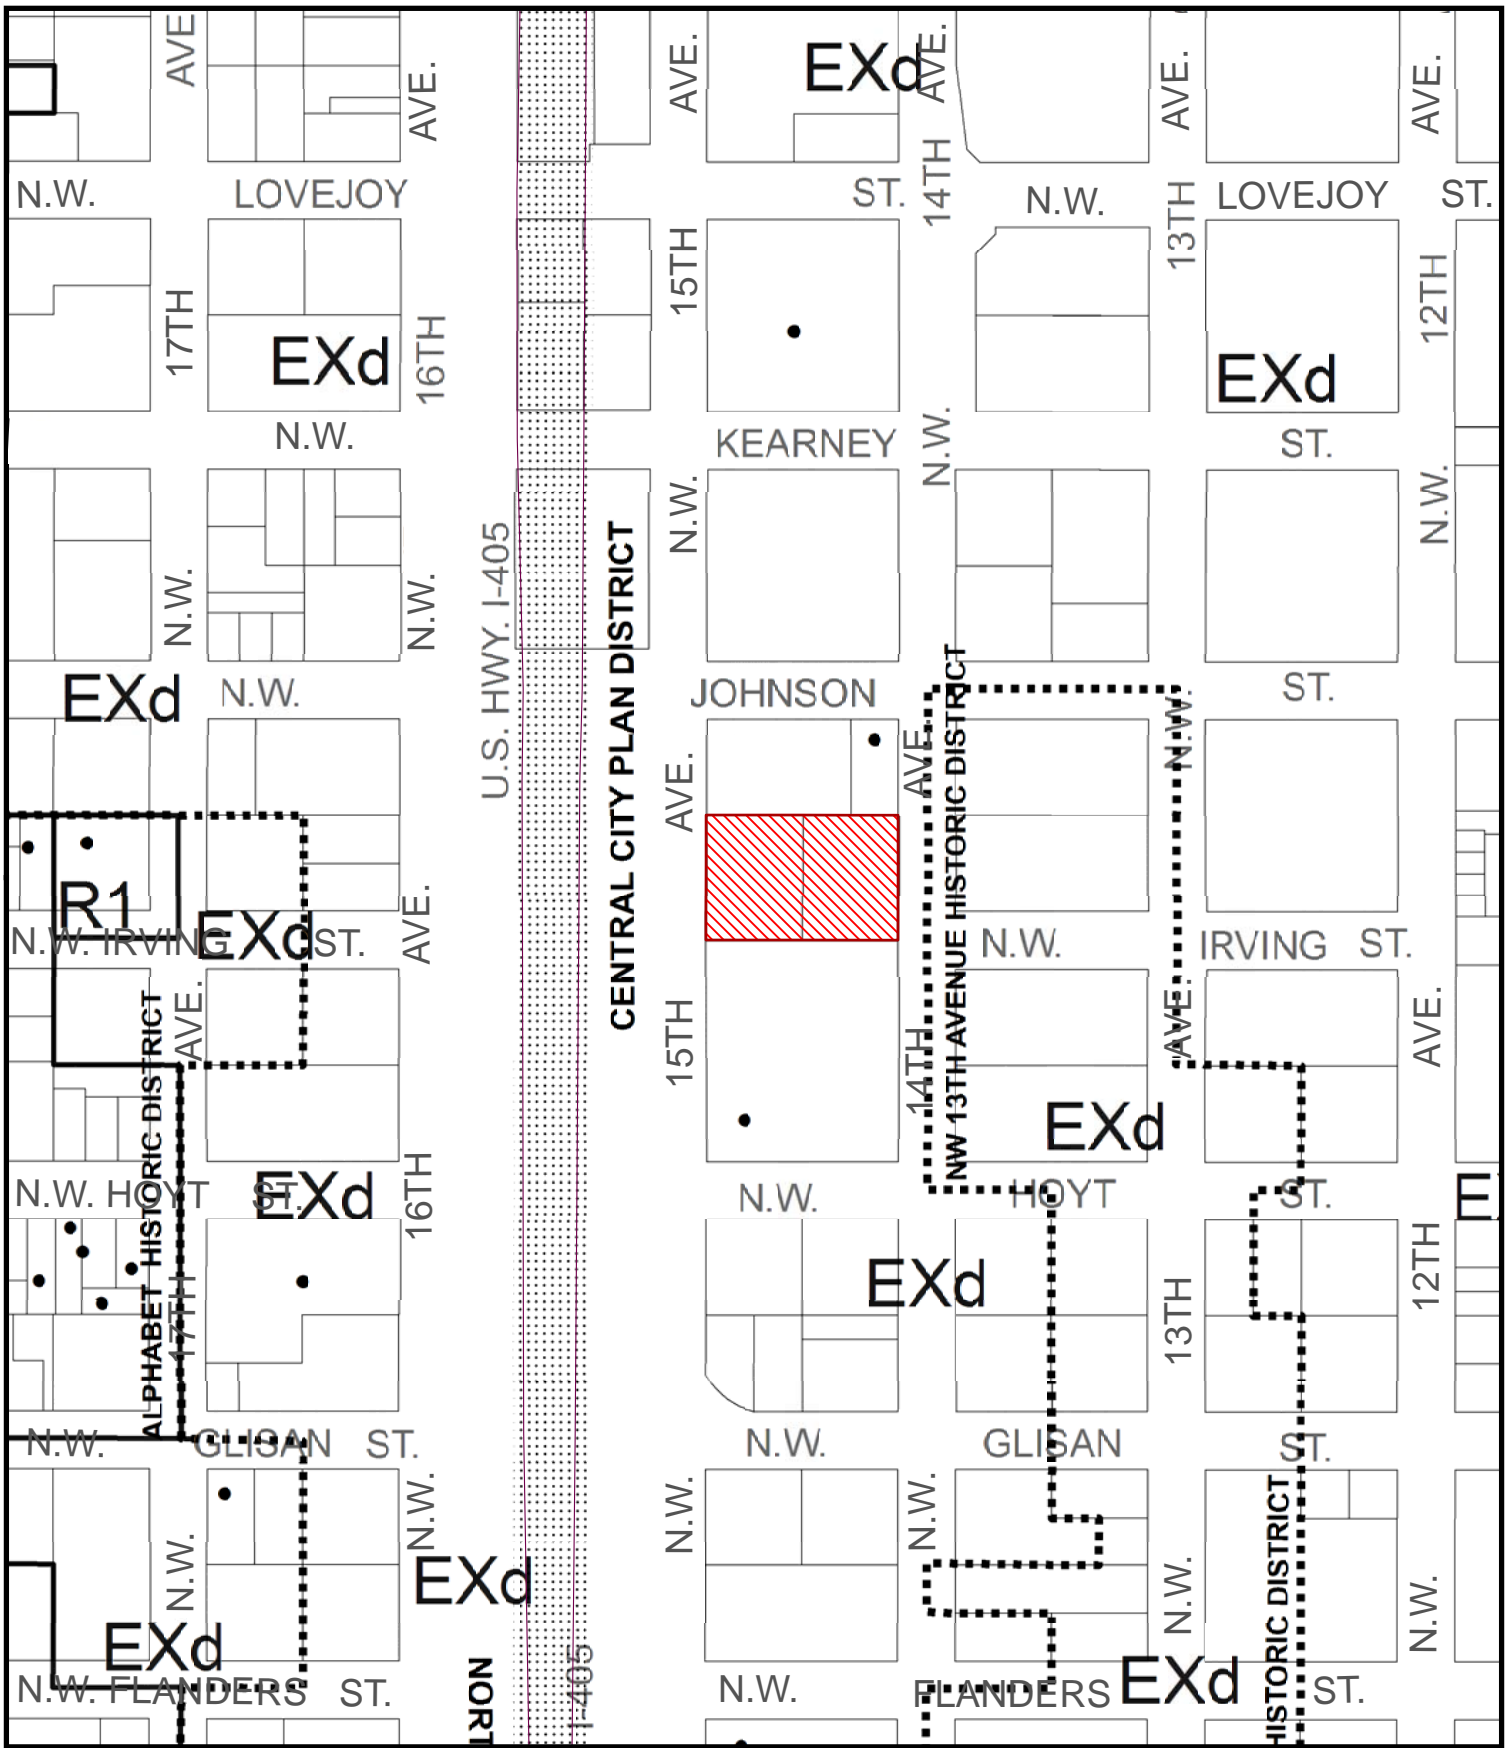 AVE
AVE.
AVE.
EXd
AVE.
AVE.
AVE.
N.W.
LOVEJOY
ST.
14TH
N.W.
13TH
LOVEJOY
ST.
17TH
EXd
16TH
15TH
EXd
12TH
N.W.
KEARNEY
N.W.
ST.
N.W.
N.W.
U.S. HWY. I-405
CENTRAL CITY PLAN DISTRICT
N.W.
N.W.
EXd
N.W.
JOHNSON
ST.
AVE.
AVE.
NW 13TH AVENUE HISTORIC DISTRICT
N.W.
R1
EXd
N.W. IRVING
ST.
AVE.
N.W.
IRVING
ST.
ALPHABET HISTORIC DISTRICT
AVE.
15TH
14TH
AVE.
AVE.
EXd
N.W. HOYT
ST.
EXd
16TH
N.W.
HOYT
ST.
E
17TH
EXd
13TH
12TH
N.W.
GLISAN
ST.
N.W.
GLISAN
ST.
N.W.
N.W.
N.W.
N.W.
HISTORIC DISTRICT
N.W.
N.W.
EXd
EXd
N.W. FLANDERS
ST.
NORT
I-405
N.W.
FLANDERS
EXd
ST.